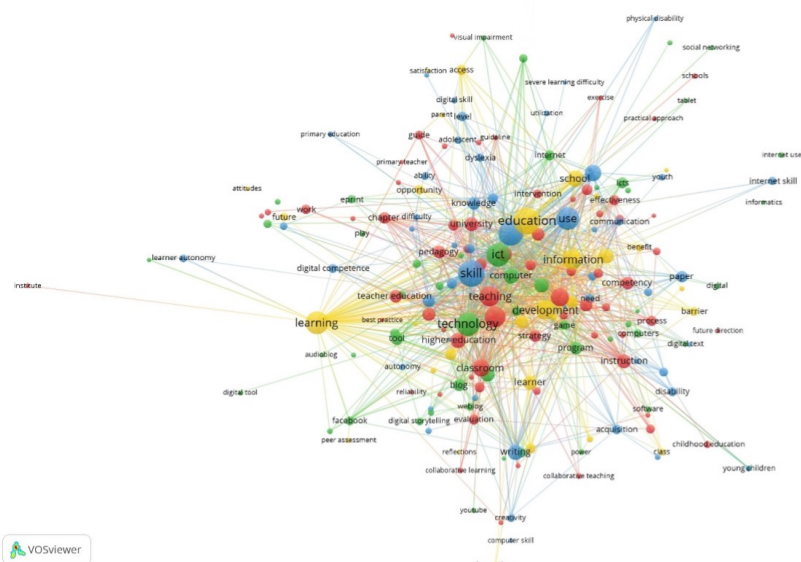 physical disability
visual impairment
social networking
satisfaction
access
severe learning difficulty
schools
digital skill
exercise
tablet
parent
level
utilization
practical approach
primary education
guide
adolescent
guideline
dyslexia
internet
internet use
primary teacher
ability
school
icts
youth
internet skill
attitudes
opportunity
intervention
eprint
knowledge
effectiveness
informatics
work
future
chapter
difficulty
university
education
use
communication
play
pedagogy
ict
information
benefit
learner autonomy
digital competence
skill
computer
paper
institute
teacher education
teaching
need
competency
digital
learning
best practice
technology
development
game
process
barrier
tool
higher education
strategy
computers
future direction
audioblog
program
digital text
autonomy
classroom
instruction
digital tool
reliability
blog
learner
disability
weblog
software
facebook
digital storytelling
evaluation
acquisition
peer assessment
reflections
writing
power
class
childhood education
collaborative learning
collaborative teaching
young children
youtube
creativity
computer skill
VOSviewer